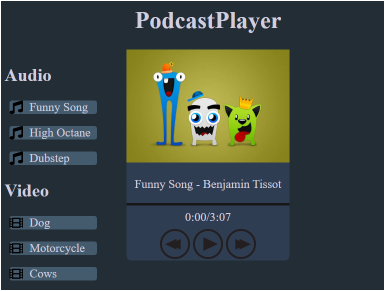 PodcastPlayer
Audio
Funny Song
High Octane
Dubstep
Video
Dog
Motorcycle
Cows
Funny Song - Benjamin Tissot
0:00/3:07